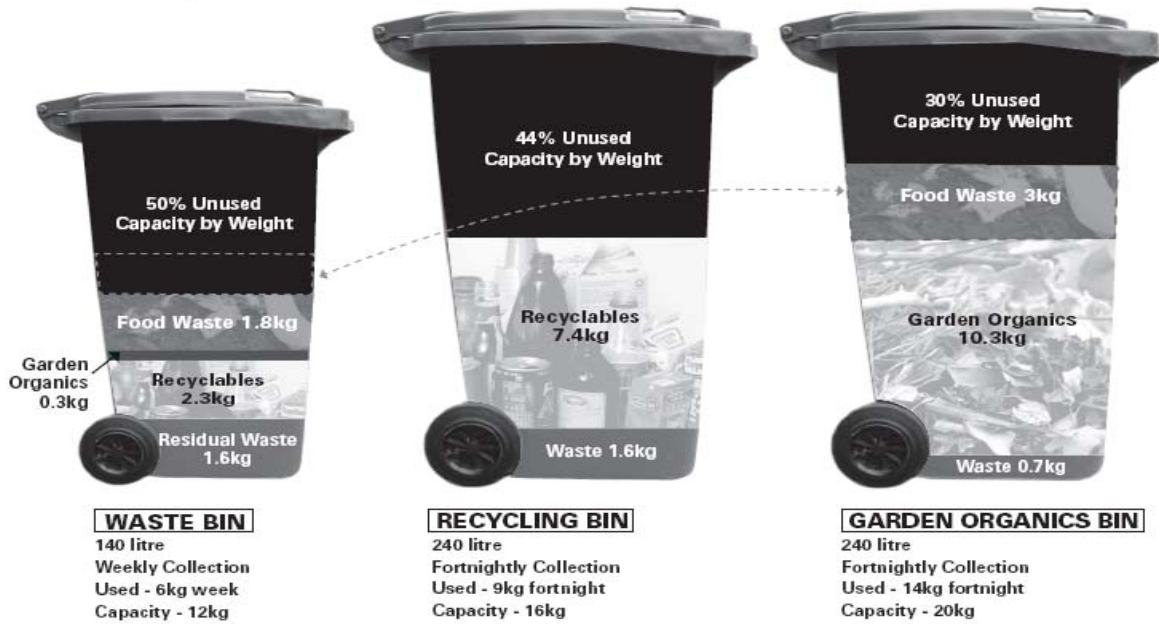 50% Unused
Capacity by Weight
Food Waste 1.8kg
Garden
Organics
0.3kg
Recyclables
2.3kg
Residual Waste
1.6kg
WASTE BIN
140 litre
Weekly Collection
Used - 6kg week
Capacity - 12kg
44% Unused
Capacity by Weight
Recyclables
7.4kg
Waste 1.6kg
RECYCLING BIN
240 litre
Fortnightly Collection
Used - 9kg fortnight
Capacity - 16kg
30% Unused
Capacity by Weight
Food Waste 3kg
Garden Organics
10.3kg
Waste 0.7kg
GARDEN ORGANICS BIN
240 litre
Fortnightly Collection
Used - 14kg fortnight
Capacity - 20kg